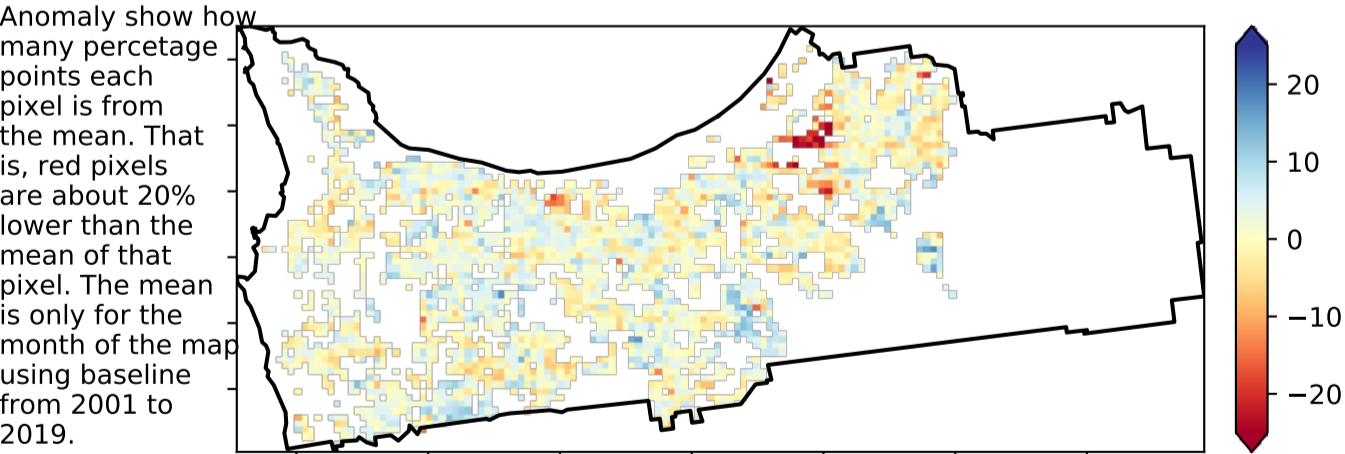 Anomaly show how
many percetage
points each
pixel is from
the mean. That
is, red pixels
are about 20%
lower than the
mean of that
pixel. The mean
is only for the
month of the map
using baseline
from 2001 to
2019.
20
10
0
−10
−20